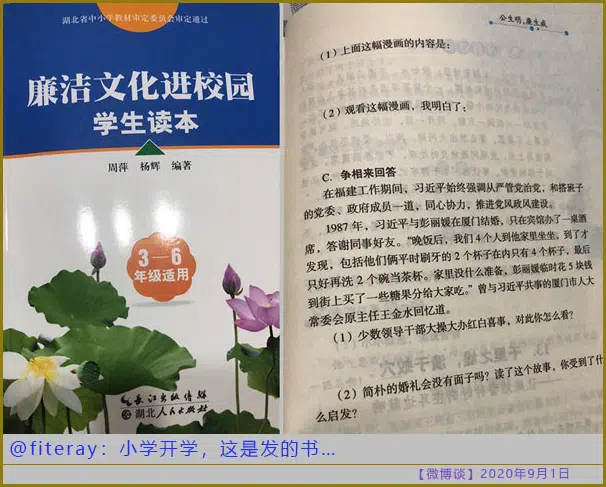 湖北省中小学教材审定委员会审定通过
廉洁文化进校园
学生读本
周萍 杨辉 编著
3—6
年级适用
长江出版传媒
湖北人民出版社
公生明，廉生威
（1）上面这幅漫画的内容是：
（2）观看这幅漫画，我明白了：
C. 争相来回答
在福建工作期间，习近平始终强调从严管党治党，和搭班子
的党委、政府成员一道，同心协力，推进党风政风建设。
1987 年，习近平与彭丽媛在厦门结婚，只在宾馆办了一桌酒
席，答谢同事好友。“晚饭后，我们 4 个人到他家里坐坐，到了才
发现，包括他们俩平时刷牙的 2 个杯子在内只有 4 个杯子，最后
只好再洗 2 个碗当茶杯。家里没什么准备，彭丽媛临时花 5 块钱
到街上买了一些糖果分给大家吃。”曾与习近平共事的厦门市人大
常委会原主任王金水回忆道。
（1）少数领导干部大操大办红白喜事，对此你怎么看？
（2）简朴的婚礼会没有面子吗？读了这个故事，你受到了什
么启发？
@fiteray：小学开学，这是发的书…
【微博谈】2020年9月1日